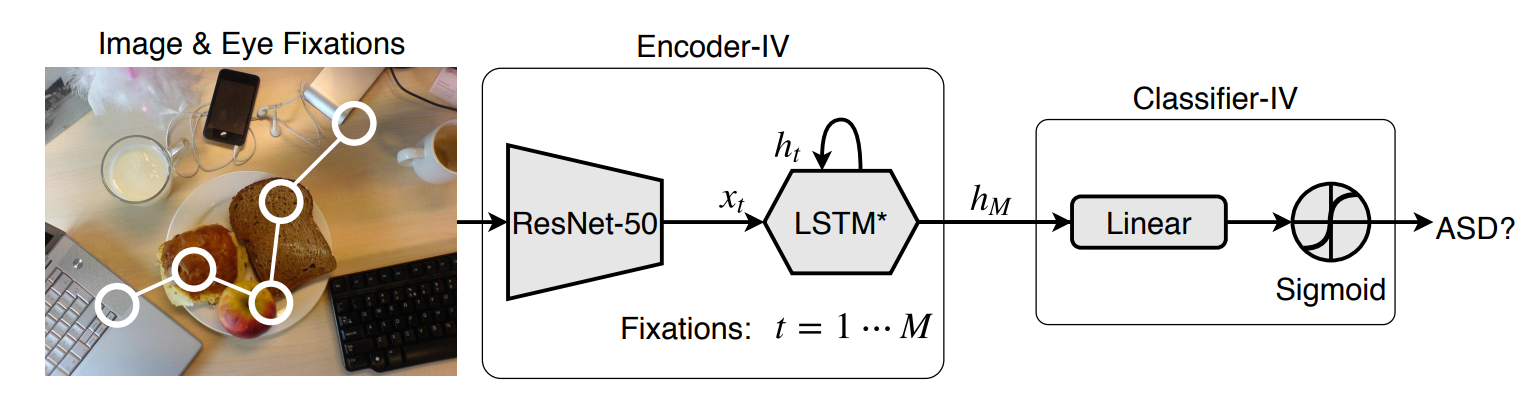 Image & Eye Fixations
Encoder-IV
Classifier-IV
ResNet-50
x_t
h_t
LSTM*
h_M
Linear
Sigmoid
ASD?
Fixations: t = 1 ⋯ M